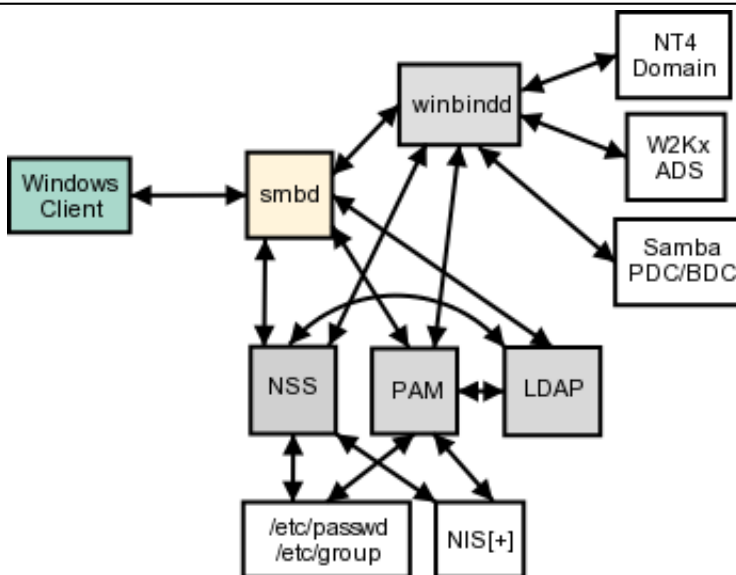 NT4
Domain
winbindd
W2Kx
ADS
Windows
Client
smbd
Samba
PDC/BDC
NSS
PAM
LDAP
/etc/passwd
/etc/group
NIS[+]